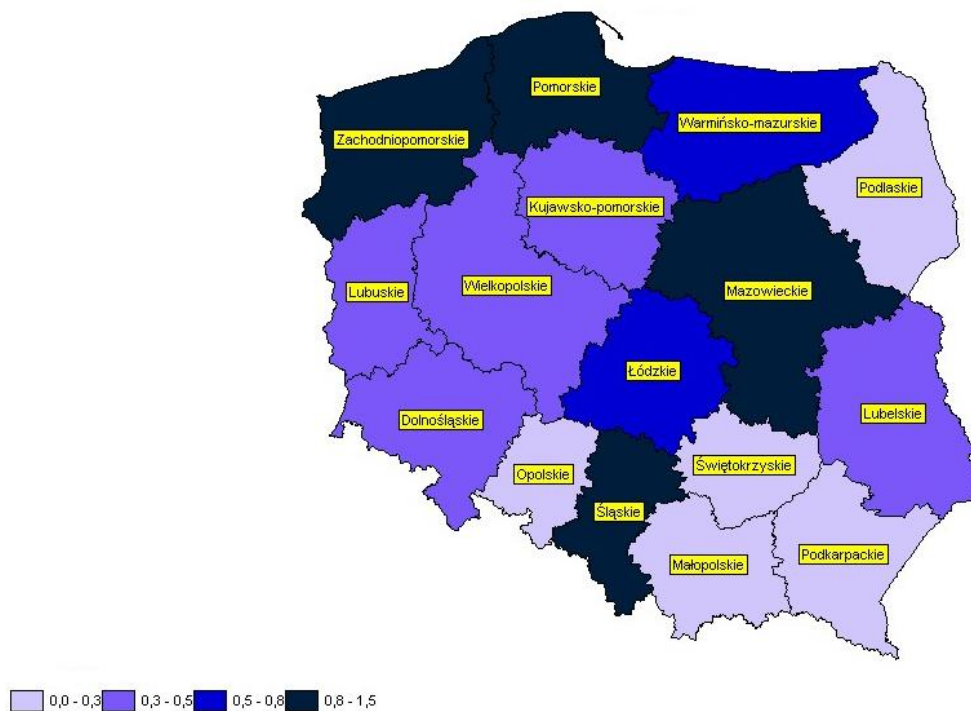 Pomorskie
Warmińsko-mazurskie
Zachodniopomorskie
Podlaskie
Kujawsko-pomorskie
Wielkopolskie
Lubuskie
Mazowieckie
Łódzkie
Dolnośląskie
Lubelskie
Opolskie
Świętokrzyskie
Śląskie
Małopolskie
Podkarpackie
0,0 - 0,3 0,3 - 0,5 0,5 - 0,8 0,8 - 1,5